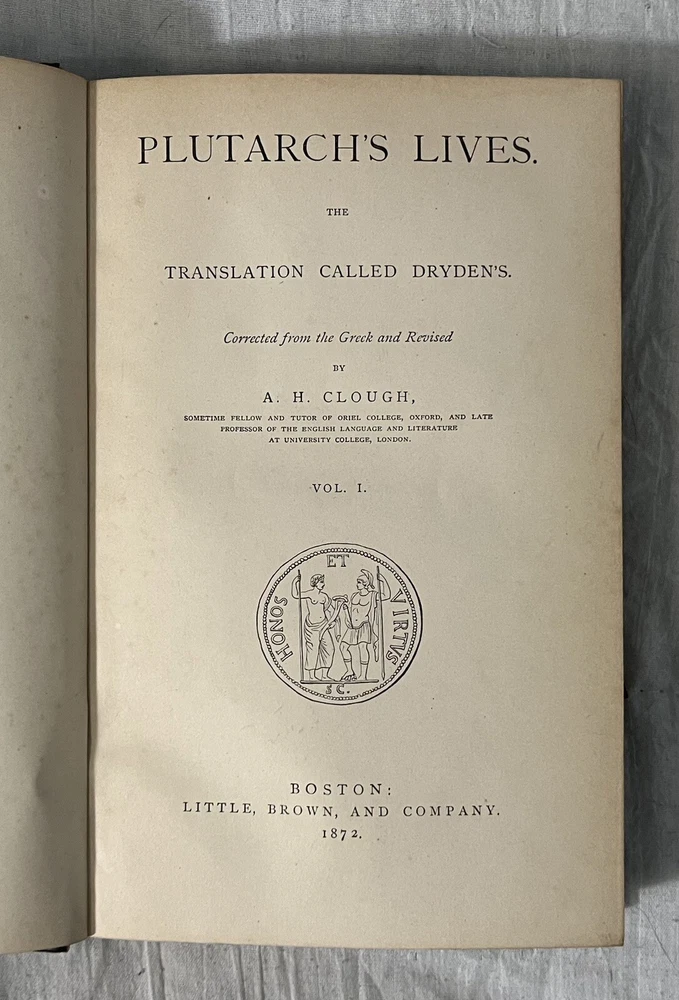 PLUTARCH'S LIVES.
THE
TRANSLATION CALLED DRYDEN'S.
Corrected from the Greek and Revised
BY
A. H. CLOUGH,
SOMETIME FELLOW AND TUTOR OF ORIEL COLLEGE, OXFORD, AND LATE
PROFESSOR OF THE ENGLISH LANGUAGE AND LITERATURE
AT UNIVERSITY COLLEGE, LONDON.
VOL. I.
HONOS
ET
VIRTVS
SC.
BOSTON:
LITTLE, BROWN, AND COMPANY.
1872.